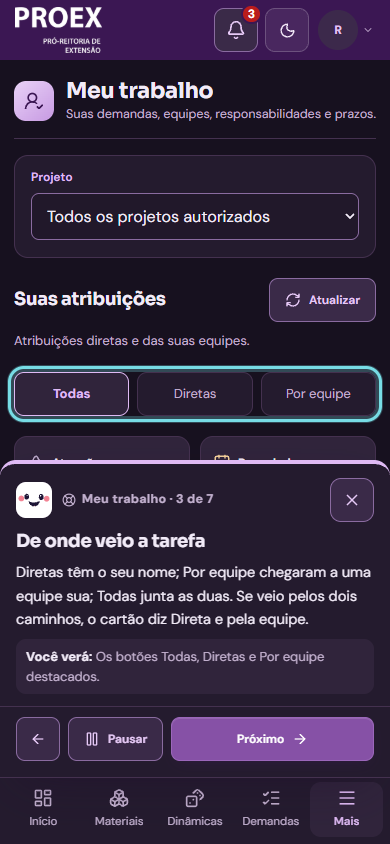 PROEX
PRÓ-REITORIA DE
EXTENSÃO
3
R
Meu trabalho
Suas demandas, equipes, responsabilidades e prazos.
Projeto
Todos os projetos autorizados
Suas atribuições
Atualizar
Atribuições diretas e das suas equipes.
Todas
Diretas
Por equipe
Meu trabalho · 3 de 7
De onde veio a tarefa
Diretas têm o seu nome; Por equipe chegaram a uma
equipe sua; Todas junta as duas. Se veio pelos dois
caminhos, o cartão diz Direta e pela equipe.
Você verá: Os botões Todas, Diretas e Por equipe
destacados.
Pausar
Próximo
Início
Materiais
Dinâmicas
Demandas
Mais